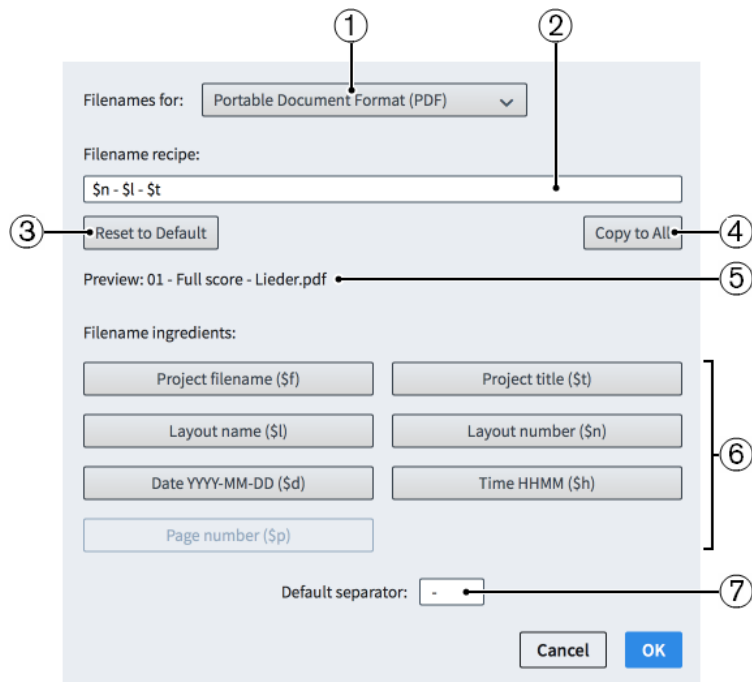 ① ②
Filenames for: Portable Document Format (PDF)
Filename recipe:
$n - $l - $t
③ Reset to Default Copy to All ④
Preview: 01 - Full score - Lieder.pdf ⑤
Filename ingredients:
Project filename ($f) Project title ($t)
Layout name ($l) Layout number ($n)
⑥
Date YYYY-MM-DD ($d) Time HHMM ($h)
Page number ($p)
Default separator: - ⑦
Cancel OK